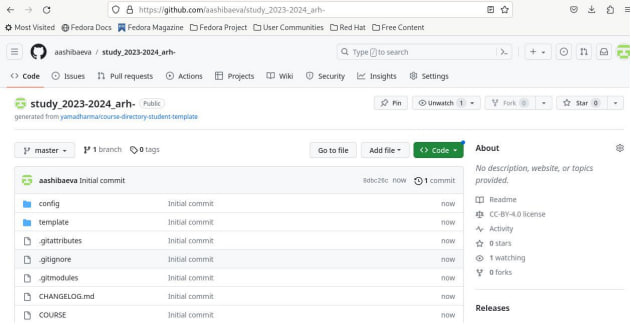 https://github.com/aashibaeva/study_2023-2024_arh-
Most Visited Fedora Docs Fedora Magazine Fedora Project User Communities Red Hat Free Content
aashibaeva / study_2023-2024_arh-
Type / to search
Code Issues Pull requests Actions Projects Wiki Security Insights Settings
study_2023-2024_arh- Public
Pin Unwatch 1 Fork 0 Star 0
generated from yamadharma/course-directory-student-template
master 1 branch 0 tags Go to file Add file Code
About
No description, website, or topics provided.
Readme
CC-BY-4.0 license
Activity
0 stars
1 watching
0 forks
Releases
aashibaeva Initial commit 8dbc26c now 1 commit
config Initial commit now
template Initial commit now
.gitattributes Initial commit now
.gitignore Initial commit now
.gitmodules Initial commit now
CHANGELOG.md Initial commit now
COURSE Initial commit now